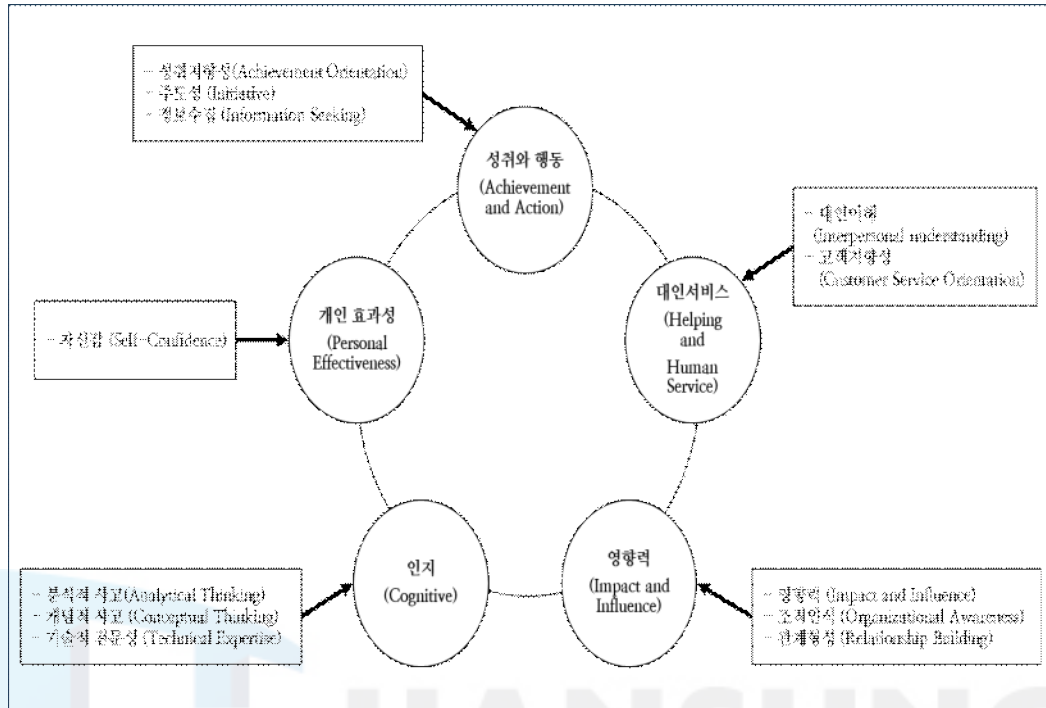 - 성취지향성(Achievement Orientation)
- 주도성 (Initiative)
- 정보수집 (Information Seeking)
성취와 행동
(Achievement
and Action)
- 대인이해
(Interpersonal nuderstanding)
- 고객지향성
(Customer Service Orientation)
대인서비스
(Helping
and
Human
Service)
개인 효과성
(Personal
Effectiveness)
- 자신감 (Self-Confidence)
인지
(Cognitive)
영향력
(Impact and
Influence)
- 분석적 사고(Analytical Thinking)
- 개념적 사고 (Conceptual Thinking)
- 기술적 전문성 (Technical Expertise)
- 영향력 (Impact and Influence)
- 조직인식 (Organizational Awareness)
- 관계형성 (Relationship Building)